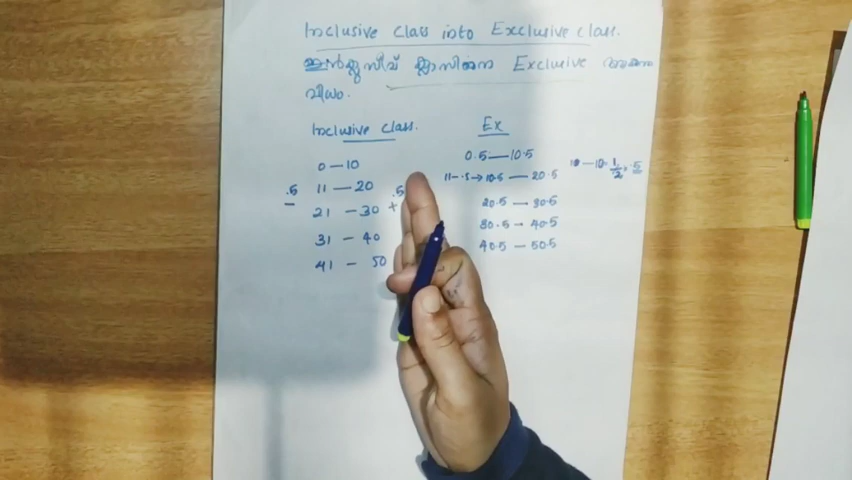 Inclusive Class into Exclusive class.
ഇൻക്ലുസീവ് ക്ലാസിനെ Exclusive
വിധം.
Inclusive class. Ex
0 — 10 0.5 — 10.5
.5 11 — 20 .5 11 - .5 → 10.5 — 20.5
— 21 — 30 + 20.5 — 30.5
31 — 40 30.5 — 40.5
41 — 50 40.5 — 50.5